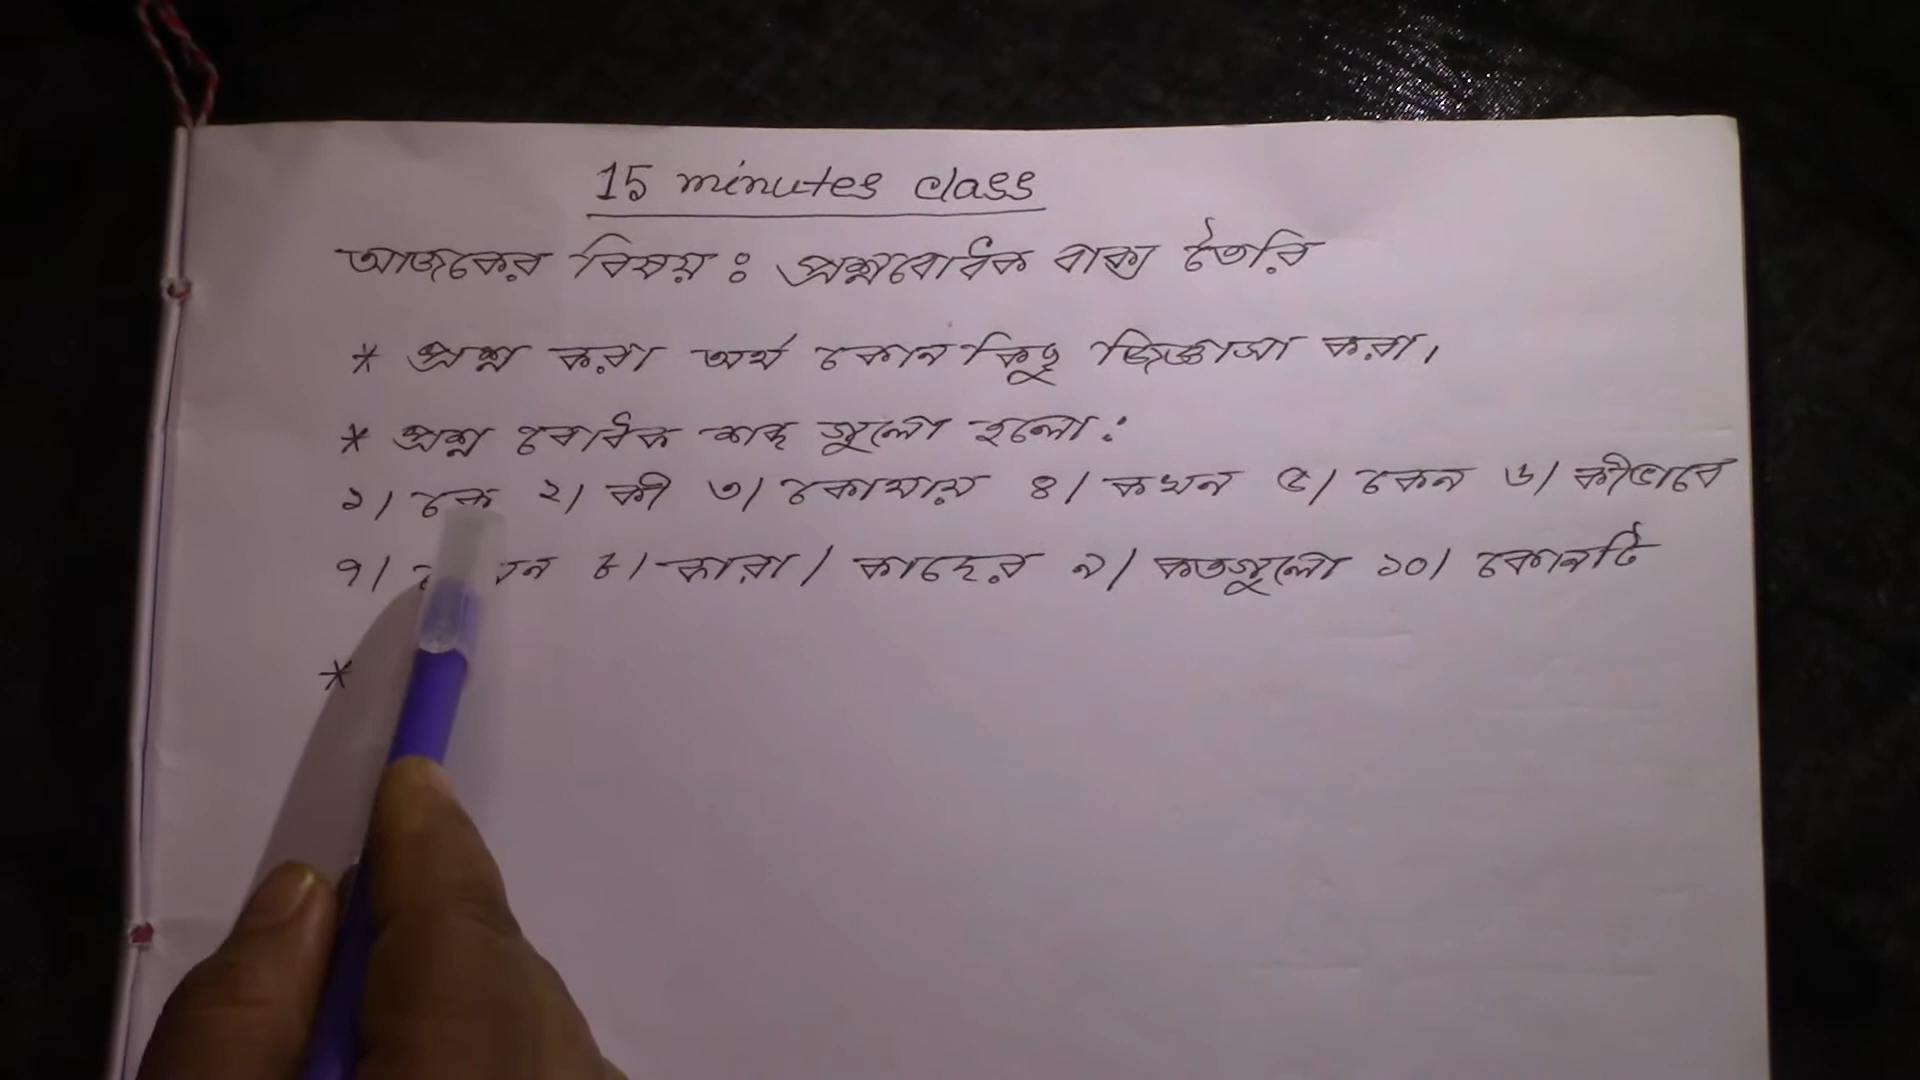 15 minutes class
আজকের বিষয় : প্রশ্নবোধক বাক্য তৈরি
* প্রশ্ন করা অর্থ কোন কিছু জিজ্ঞাসা করা।
* প্রশ্ন বোধক শব্দ গুলো হলো :
১/ কে ২/ কী ৩/ কোথায় ৪/ কখন ৫/ কেন ৬/ কীভাবে
৭/ ৮/ কারা/ কাদের ৯/ কতগুলো ১০/ কোনটি
*